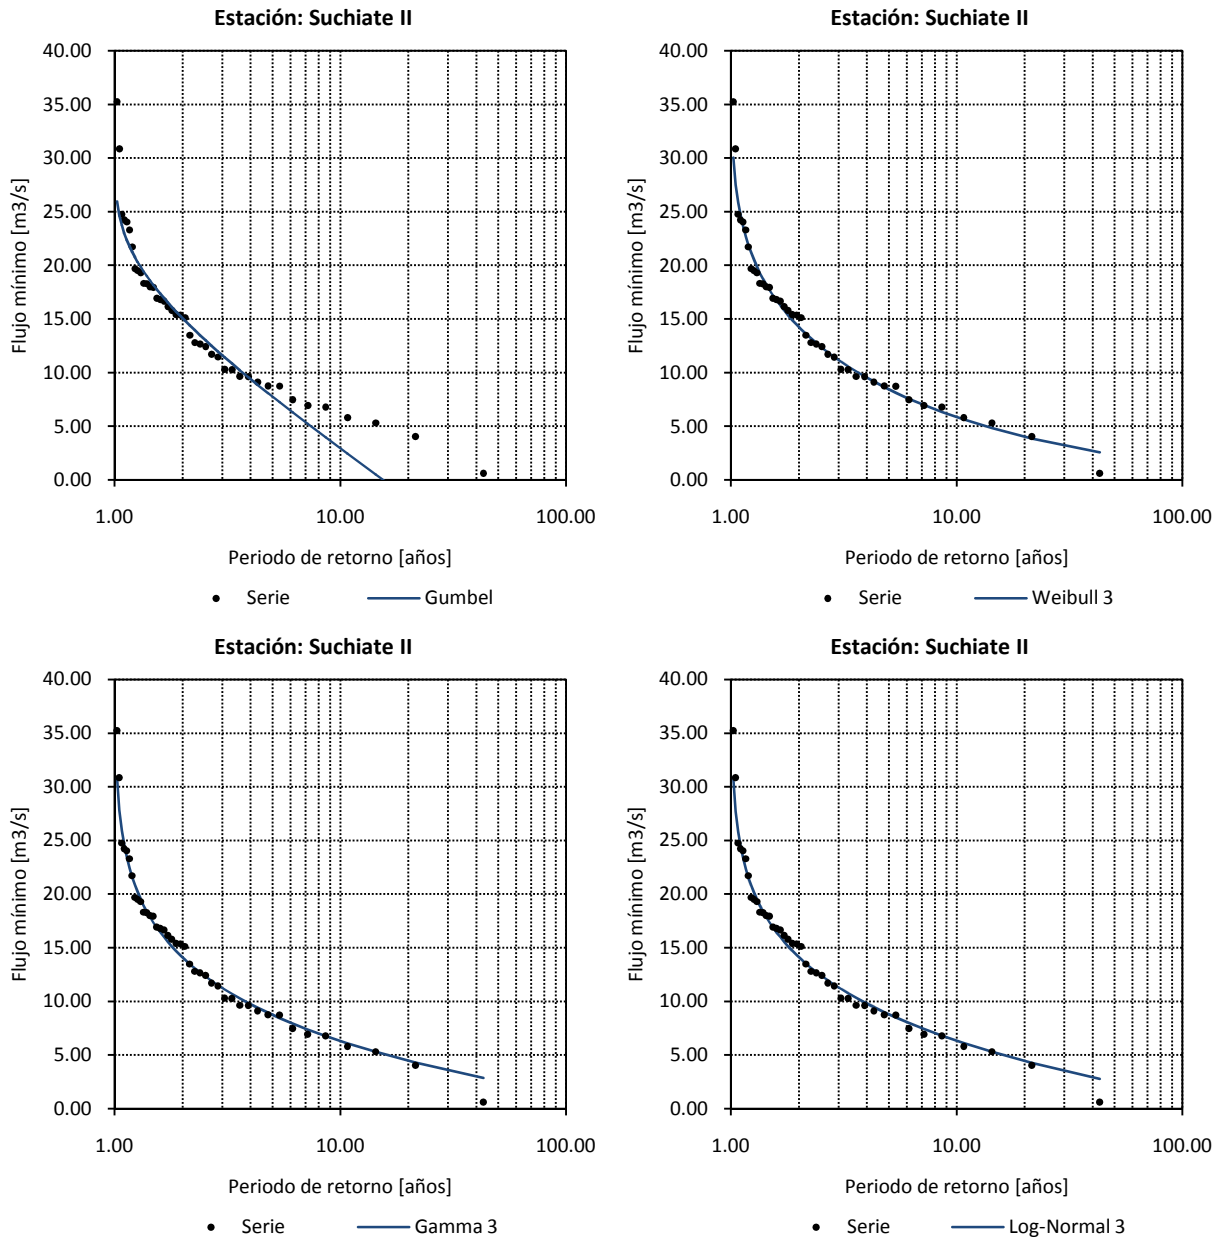 Estación: Suchiate II
40.00
35.00
30.00
25.00
20.00
15.00
10.00
5.00
0.00
Flujo mínimo [m3/s]
1.00 10.00 100.00
Periodo de retorno [años]
Serie Gumbel
Estación: Suchiate II
40.00
35.00
30.00
25.00
20.00
15.00
10.00
5.00
0.00
Flujo mínimo [m3/s]
1.00 10.00 100.00
Periodo de retorno [años]
Serie Weibull 3
Estación: Suchiate II
40.00
35.00
30.00
25.00
20.00
15.00
10.00
5.00
0.00
Flujo mínimo [m3/s]
1.00 10.00 100.00
Periodo de retorno [años]
Serie Gamma 3
Estación: Suchiate II
40.00
35.00
30.00
25.00
20.00
15.00
10.00
5.00
0.00
Flujo mínimo [m3/s]
1.00 10.00 100.00
Periodo de retorno [años]
Serie Log-Normal 3